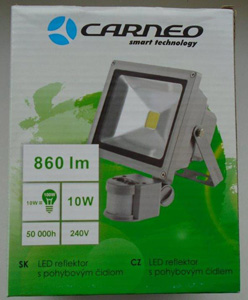 CARNEO
smart technology
860 lm
10W
50 000h
240V
SK LED reflektor
s pohybovým čidlom
CZ LED reflektor
s pohybovým čidlem